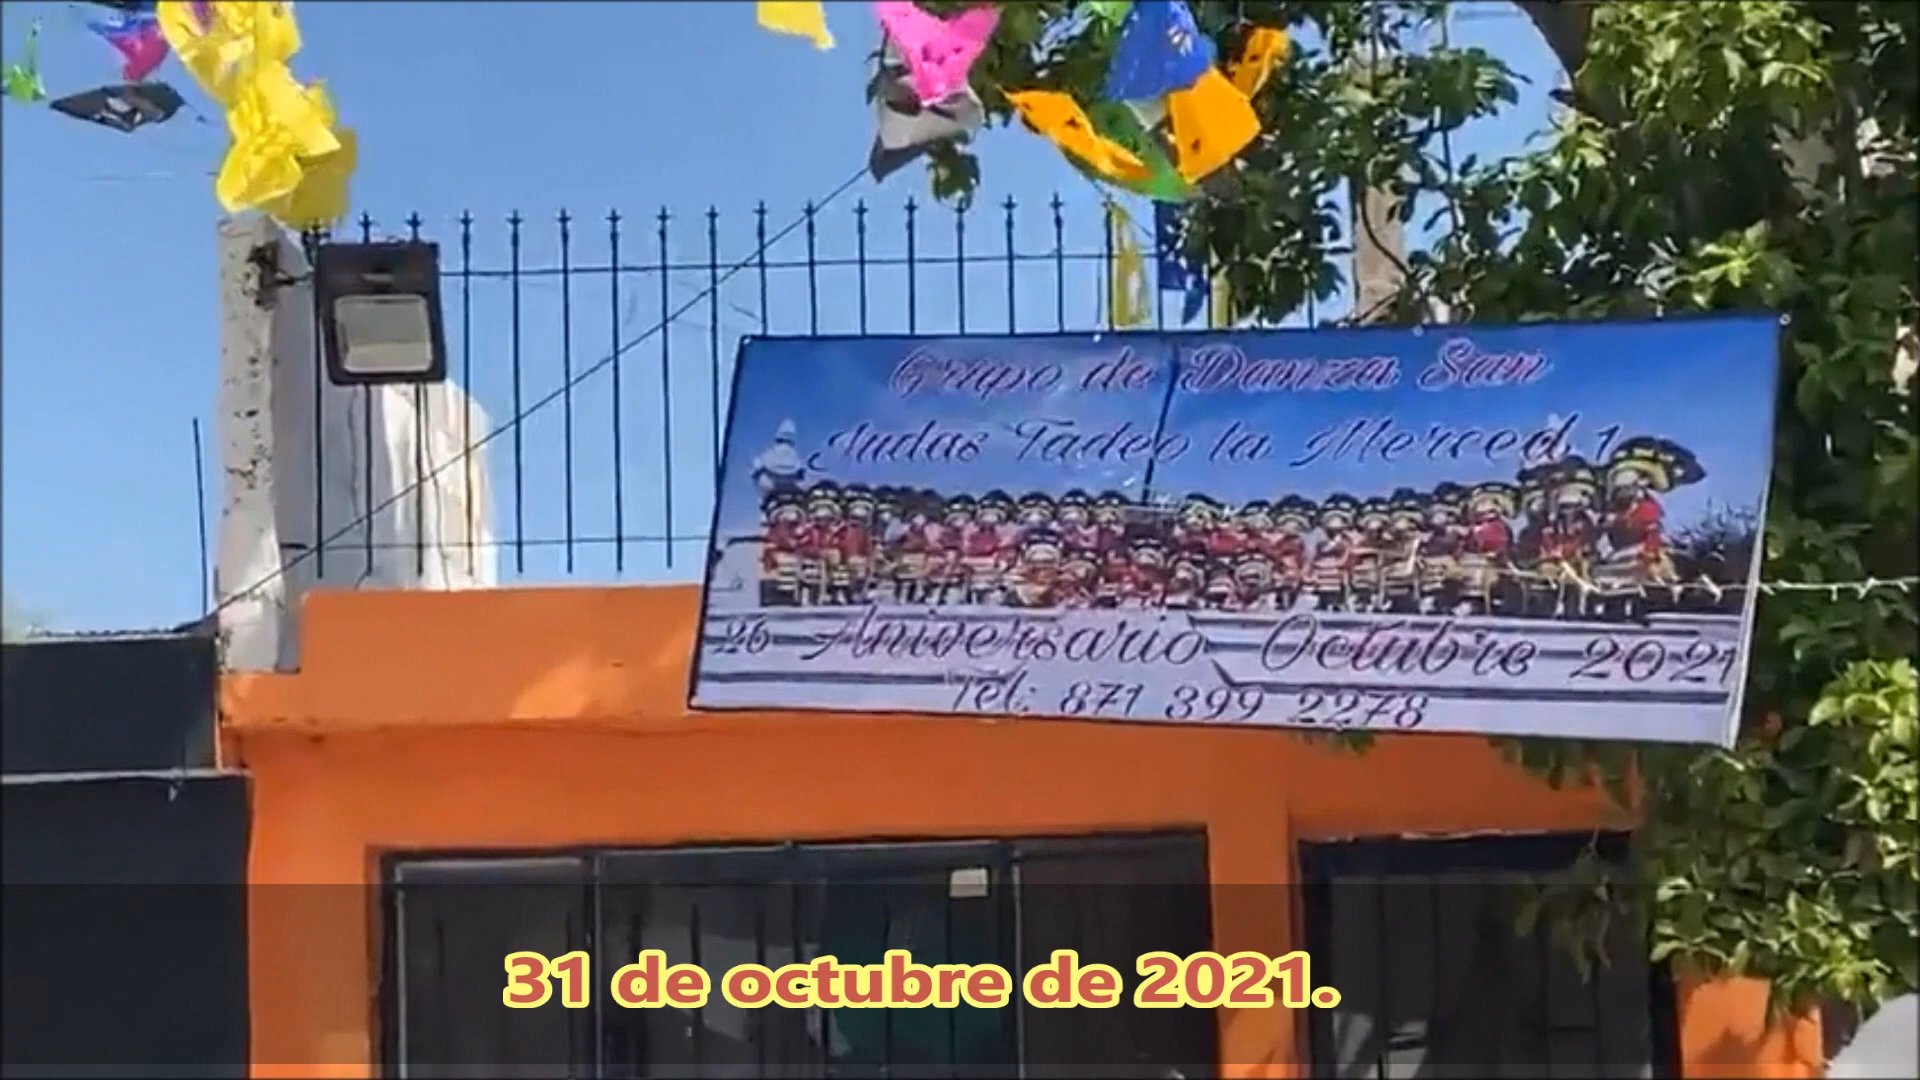 Grupo de Danza San
Judas Tadeo la Merced 1
26 Aniversario Octubre 2021
Tel: 871 399 2278
31 de octubre de 2021.